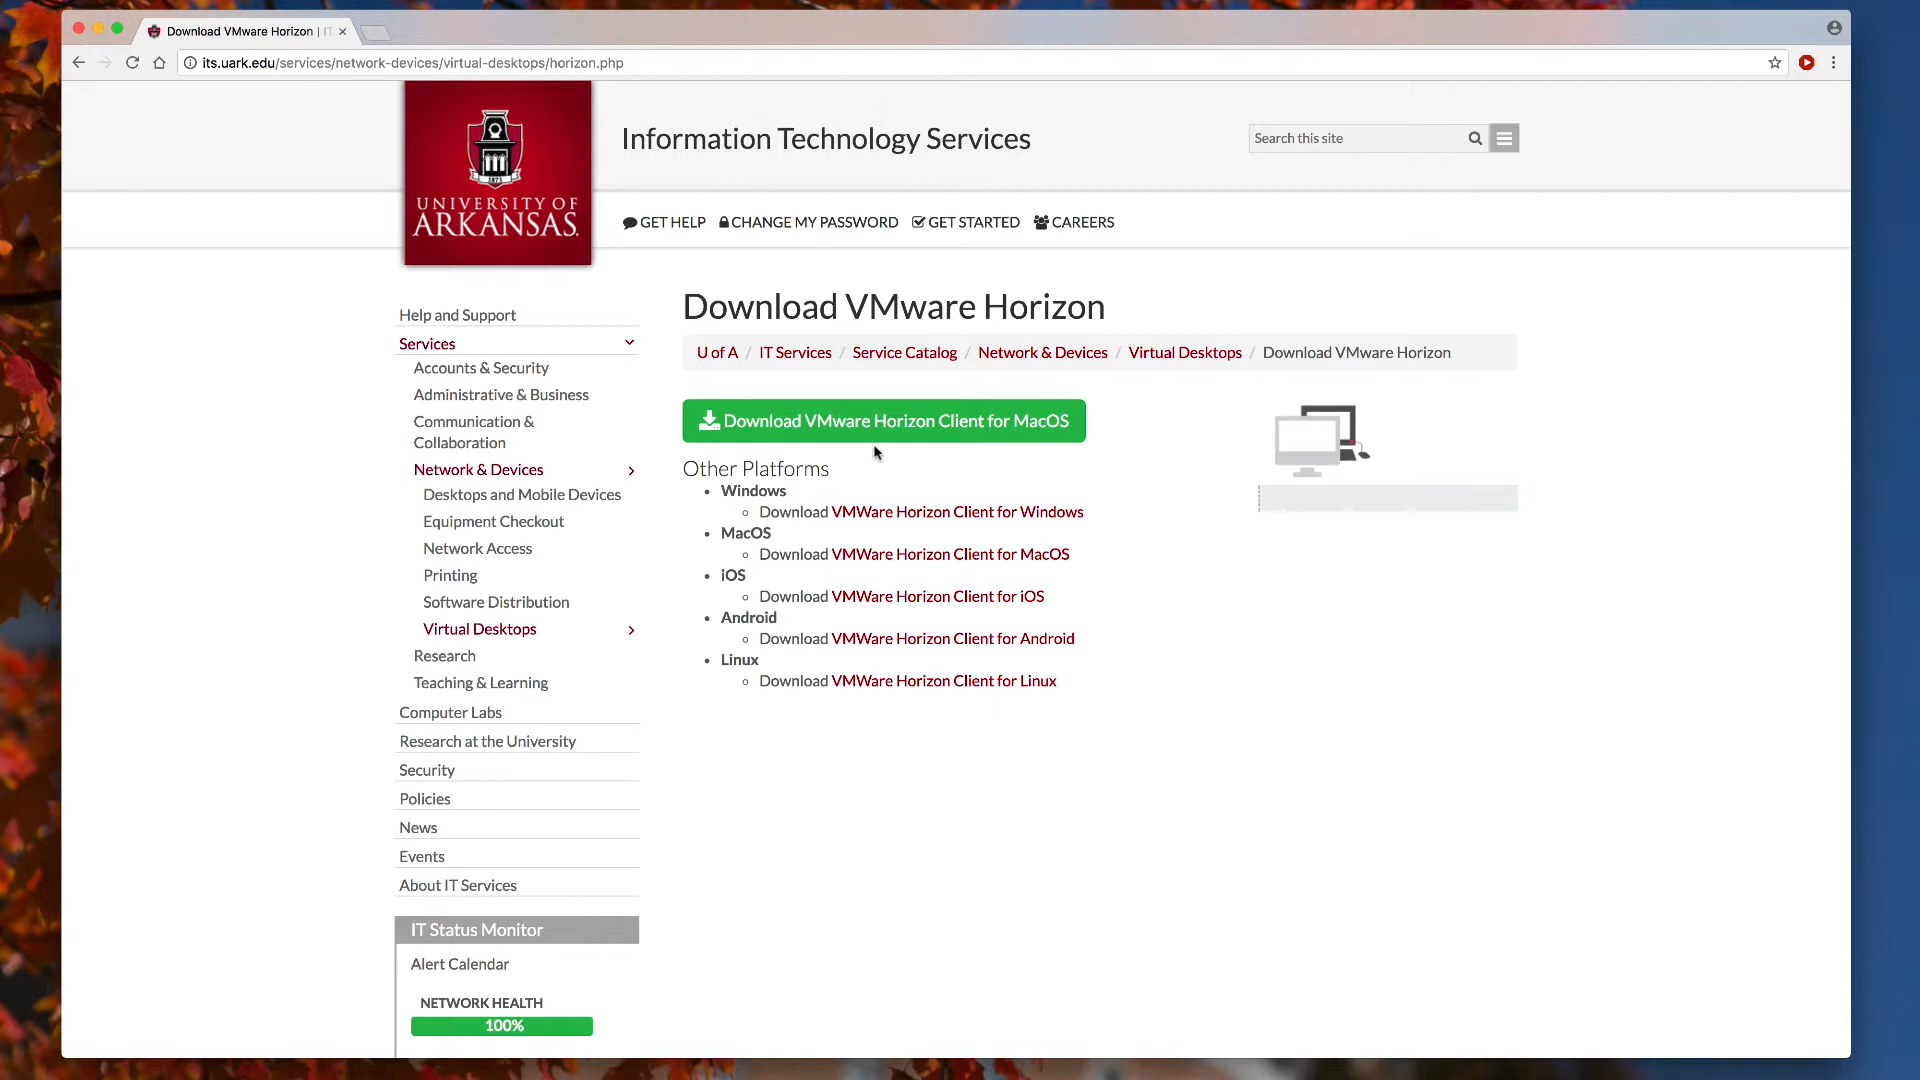 Download VMware Horizon | IT
its.uark.edu/services/network-devices/virtual-desktops/horizon.php
1871
UNIVERSITY OF
ARKANSAS.
Information Technology Services
Search this site
GET HELP
CHANGE MY PASSWORD
GET STARTED
CAREERS
Help and Support
Services
Accounts & Security
Administrative & Business
Communication &
Collaboration
Network & Devices
Desktops and Mobile Devices
Equipment Checkout
Network Access
Printing
Software Distribution
Virtual Desktops
Research
Teaching & Learning
Computer Labs
Research at the University
Security
Policies
News
Events
About IT Services
IT Status Monitor
Alert Calendar
NETWORK HEALTH
100%
Download VMware Horizon
U of A / IT Services / Service Catalog / Network & Devices / Virtual Desktops / Download VMware Horizon
Download VMware Horizon Client for MacOS
Other Platforms
• Windows
◦ Download VMWare Horizon Client for Windows
• MacOS
◦ Download VMWare Horizon Client for MacOS
• iOS
◦ Download VMWare Horizon Client for iOS
• Android
◦ Download VMWare Horizon Client for Android
• Linux
◦ Download VMWare Horizon Client for Linux